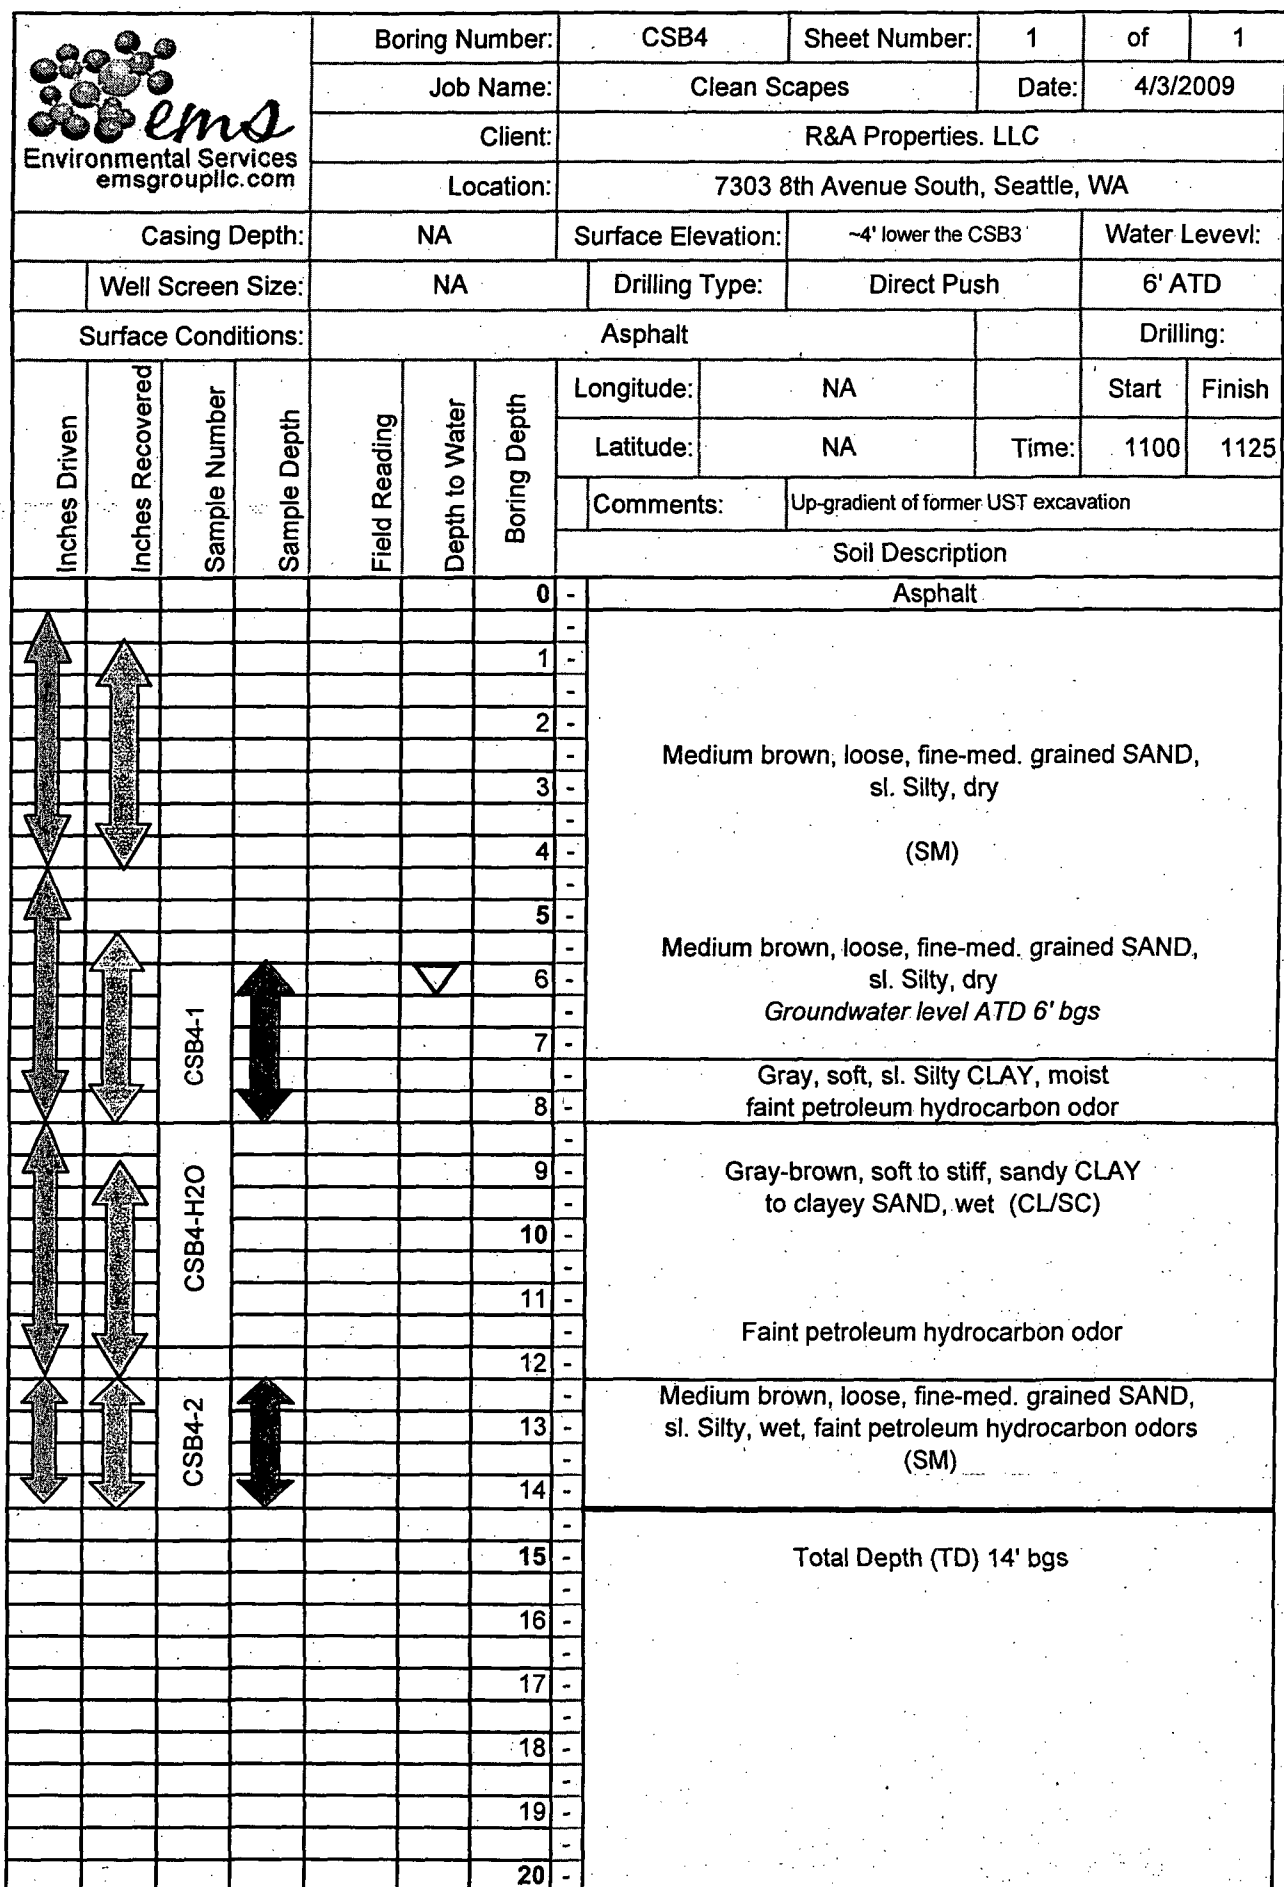 ems
Environmental Services
emsgroupllc.com
Boring Number: CSB4 Sheet Number: 1 of 1
Job Name: Clean Scapes Date: 4/3/2009
Client: R&A Properties. LLC
Location: 7303 8th Avenue South, Seattle, WA
Casing Depth: NA Surface Elevation: ~4' lower the CSB3 Water Levevl:
Well Screen Size: NA Drilling Type: Direct Push 6' ATD
Surface Conditions: Asphalt Drilling:
Inches Driven
Inches Recovered
Sample Number
Sample Depth
Field Reading
Depth to Water
Boring Depth
Longitude: NA Start Finish
Latitude: NA Time: 1100 1125
Comments: Up-gradient of former UST excavation
Soil Description
0 - Asphalt
-
1 -
-
2 -
- Medium brown, loose, fine-med. grained SAND,
3 - sl. Silty, dry
-
4 - (SM)
-
5 -
- Medium brown, loose, fine-med. grained SAND,
6 - sl. Silty, dry
- Groundwater level ATD 6' bgs
CSB4-1
7 -
- Gray, soft, sl. Silty CLAY, moist
8 - faint petroleum hydrocarbon odor
-
9 - Gray-brown, soft to stiff, sandy CLAY
- to clayey SAND, wet (CL/SC)
CSB4-H2O
10 -
-
11 -
- Faint petroleum hydrocarbon odor
12 -
- Medium brown, loose, fine-med. grained SAND,
13 - sl. Silty, wet, faint petroleum hydrocarbon odors
CSB4-2
- (SM)
14 -
-
15 - Total Depth (TD) 14' bgs
-
16 -
-
17 -
-
18 -
-
19 -
-
20 -